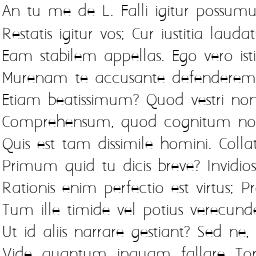 An tu me de L. Falli igitur possumu
Restatis igitur vos; Cur iustitia laudat
Eam stabilem appellas. Ego vero isti
Murenam te accusante defenderem
Etiam beatissimum? Quod vestri non
Comprehensum, quod cognitum no
Quis est tam dissimile homini. Collat
Primum quid tu dicis breve? Invidios
Rationis enim perfectio est virtus; Pr
Tum ille timide vel potius verecunde
Ut id aliis narrare gestiant? Sed ne,
Vide, quantum, inquam, fallare, Tor